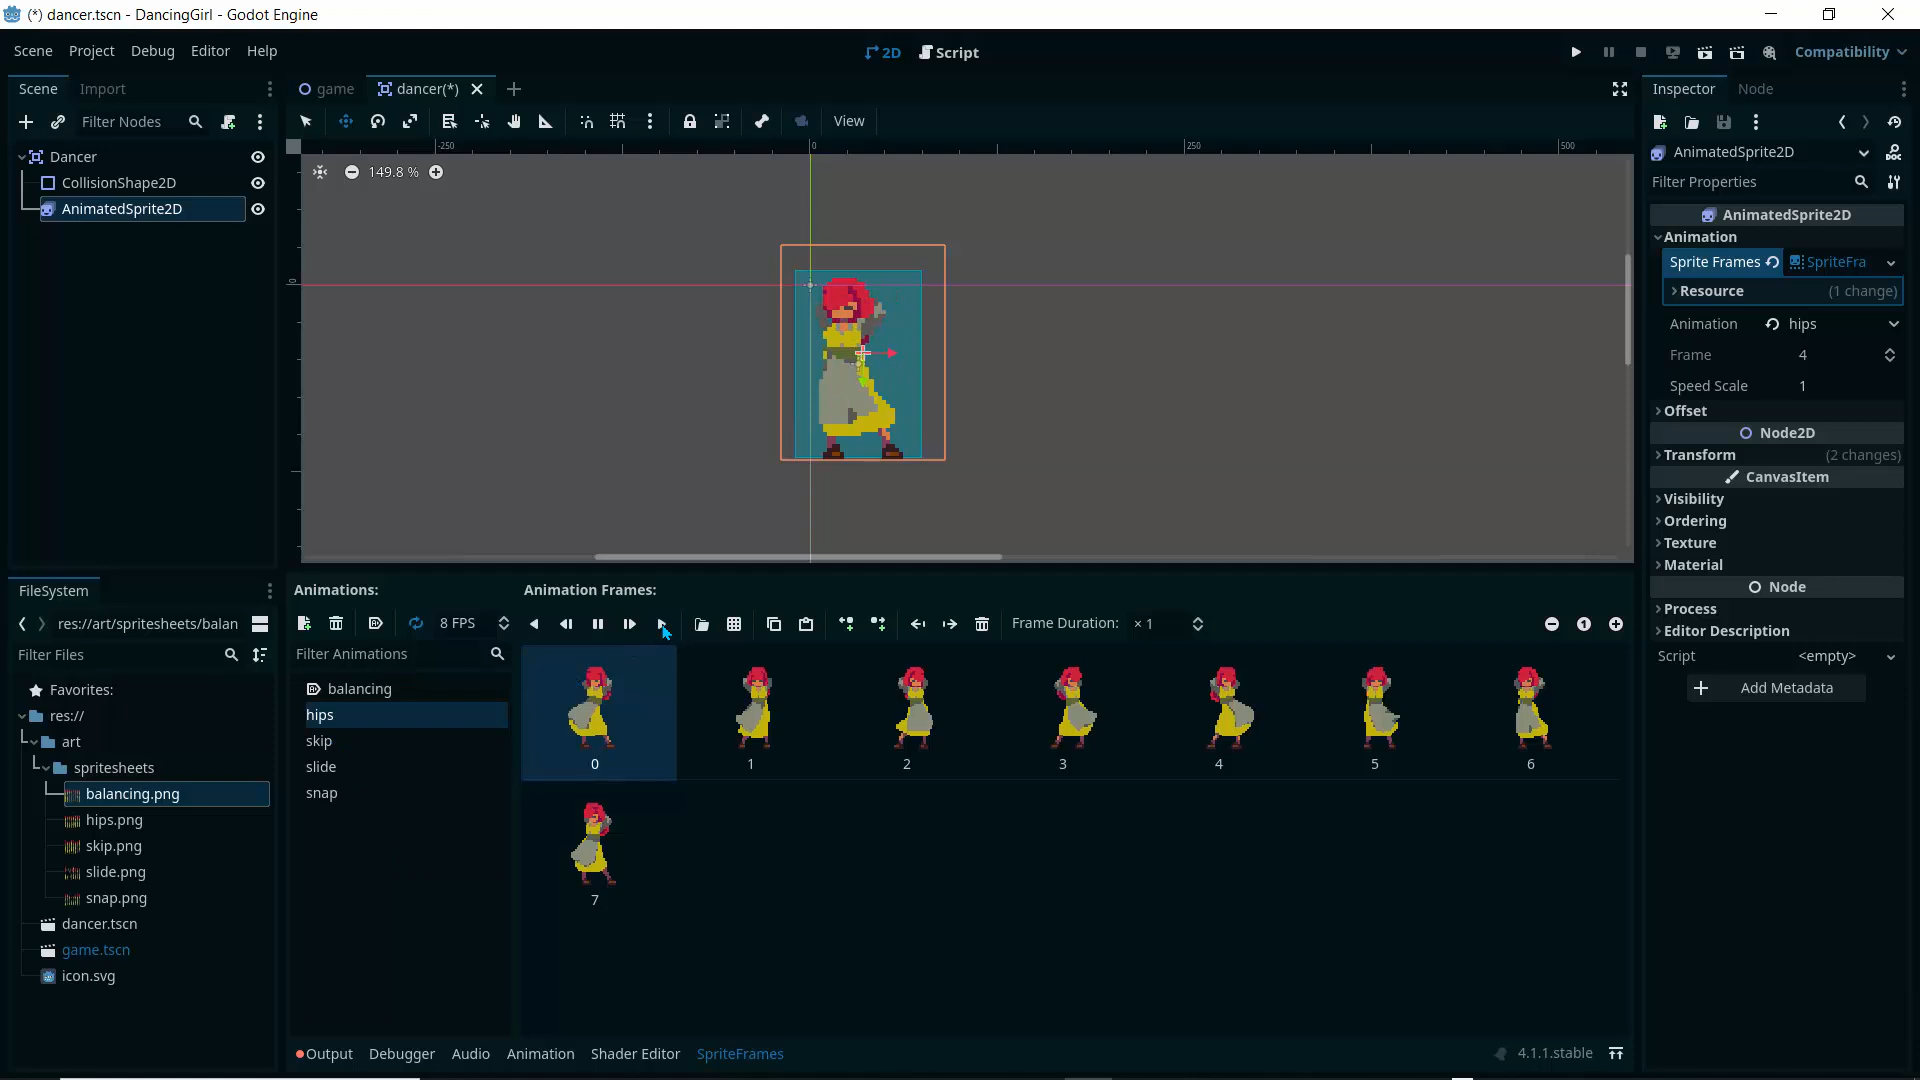 (*) dancer.tscn - DancingGirl - Godot Engine
Scene Project Debug Editor Help
2D Script
Compatibility
Scene Import
game dancer(*)
Inspector Node
Filter Nodes
View
AnimatedSprite2D
Filter Properties
Dancer
CollisionShape2D
AnimatedSprite2D
-250 0 250 500
0
149.8 %
AnimatedSprite2D
Animation
Sprite Frames SpriteFra
Resource (1 change)
Animation hips
Frame 4
Speed Scale 1
Offset
Node2D
Transform (2 changes)
CanvasItem
Visibility
Ordering
Texture
Material
Node
Process
Editor Description
Script <empty>
Add Metadata
FileSystem
res://art/spritesheets/balan
Filter Files
Favorites:
res://
art
spritesheets
balancing.png
hips.png
skip.png
slide.png
snap.png
dancer.tscn
game.tscn
icon.svg
Animations:
8 FPS
Filter Animations
balancing
hips
skip
slide
snap
Animation Frames:
Frame Duration: × 1
1
0 1 2 3 4 5 6
7
Output Debugger Audio Animation Shader Editor SpriteFrames
4.1.1.stable